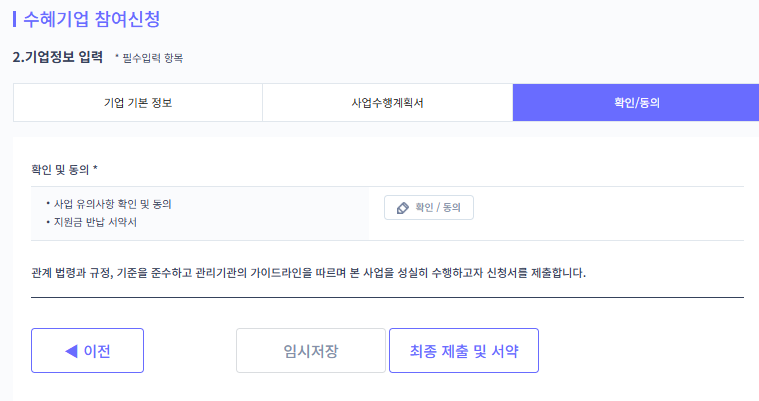 수혜기업 참여신청
2.기업정보 입력 * 필수입력 항목
기업 기본 정보 사업수행계획서 확인/동의
확인 및 동의 *
• 사업 유의사항 확인 및 동의
• 지원금 반납 서약서
확인 / 동의
관계 법령과 규정, 기준을 준수하고 관리기관의 가이드라인을 따르며 본 사업을 성실히 수행하고자 신청서를 제출합니다.
◀ 이전 임시저장 최종 제출 및 서약